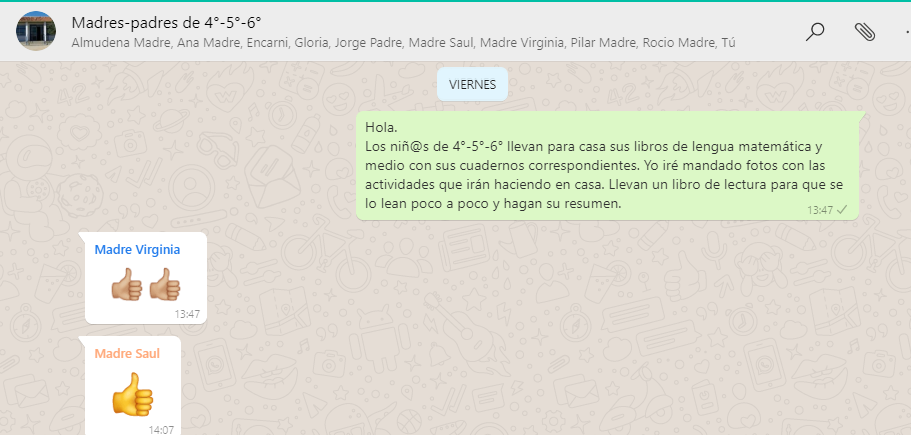 Madres-padres de 4°-5°-6°
Almudena Madre, Ana Madre, Encarni, Gloria, Jorge Padre, Madre Saul, Madre Virginia, Pilar Madre, Rocio Madre, Tú
VIERNES
Hola.
Los niñ@s de 4°-5°-6° llevan para casa sus libros de lengua matemática y
medio con sus cuadernos correspondientes. Yo iré mandado fotos con las
actividades que irán haciendo en casa. Llevan un libro de lectura para que se
lo lean poco a poco y hagan su resumen.
13:47
Madre Virginia
13:47
Madre Saul
14:07